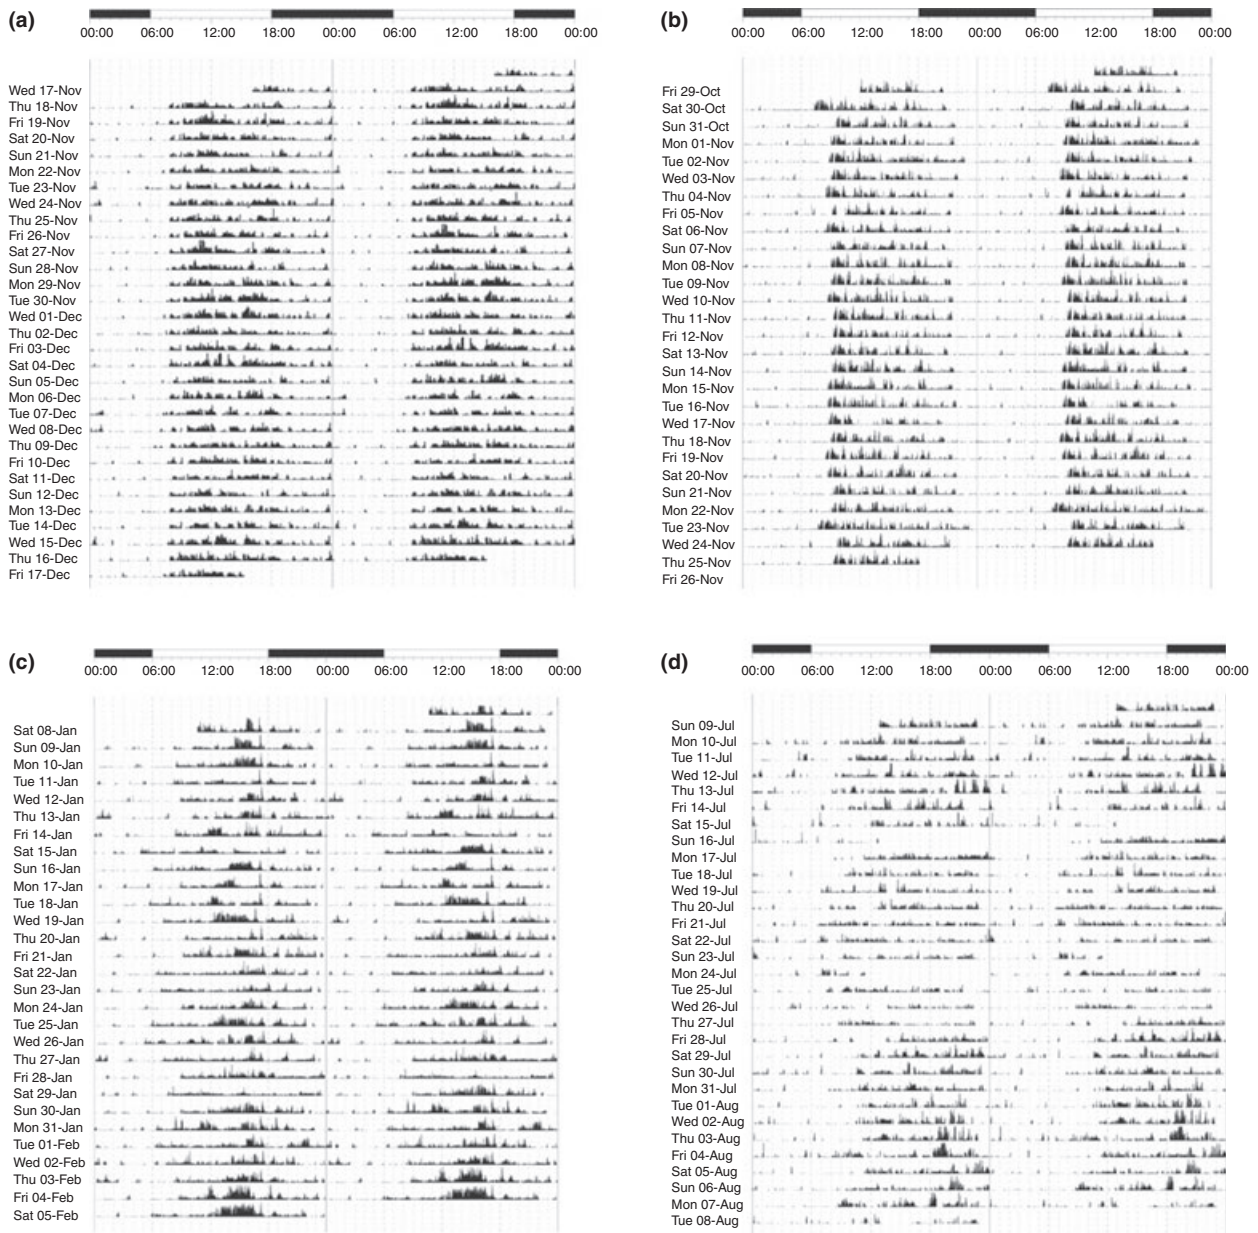 (a)
00:00 06:00 12:00 18:00 00:00 06:00 12:00 18:00 00:00
Wed 17-Nov
Thu 18-Nov
Fri 19-Nov
Sat 20-Nov
Sun 21-Nov
Mon 22-Nov
Tue 23-Nov
Wed 24-Nov
Thu 25-Nov
Fri 26-Nov
Sat 27-Nov
Sun 28-Nov
Mon 29-Nov
Tue 30-Nov
Wed 01-Dec
Thu 02-Dec
Fri 03-Dec
Sat 04-Dec
Sun 05-Dec
Mon 06-Dec
Tue 07-Dec
Wed 08-Dec
Thu 09-Dec
Fri 10-Dec
Sat 11-Dec
Sun 12-Dec
Mon 13-Dec
Tue 14-Dec
Wed 15-Dec
Thu 16-Dec
Fri 17-Dec
(b)
00:00 06:00 12:00 18:00 00:00 06:00 12:00 18:00 00:00
Fri 29-Oct
Sat 30-Oct
Sun 31-Oct
Mon 01-Nov
Tue 02-Nov
Wed 03-Nov
Thu 04-Nov
Fri 05-Nov
Sat 06-Nov
Sun 07-Nov
Mon 08-Nov
Tue 09-Nov
Wed 10-Nov
Thu 11-Nov
Fri 12-Nov
Sat 13-Nov
Sun 14-Nov
Mon 15-Nov
Tue 16-Nov
Wed 17-Nov
Thu 18-Nov
Fri 19-Nov
Sat 20-Nov
Sun 21-Nov
Mon 22-Nov
Tue 23-Nov
Wed 24-Nov
Thu 25-Nov
Fri 26-Nov
(c)
00:00 06:00 12:00 18:00 00:00 06:00 12:00 18:00 00:00
Sat 08-Jan
Sun 09-Jan
Mon 10-Jan
Tue 11-Jan
Wed 12-Jan
Thu 13-Jan
Fri 14-Jan
Sat 15-Jan
Sun 16-Jan
Mon 17-Jan
Tue 18-Jan
Wed 19-Jan
Thu 20-Jan
Fri 21-Jan
Sat 22-Jan
Sun 23-Jan
Mon 24-Jan
Tue 25-Jan
Wed 26-Jan
Thu 27-Jan
Fri 28-Jan
Sat 29-Jan
Sun 30-Jan
Mon 31-Jan
Tue 01-Feb
Wed 02-Feb
Thu 03-Feb
Fri 04-Feb
Sat 05-Feb
(d)
00:00 06:00 12:00 18:00 00:00 06:00 12:00 18:00 00:00
Sun 09-Jul
Mon 10-Jul
Tue 11-Jul
Wed 12-Jul
Thu 13-Jul
Fri 14-Jul
Sat 15-Jul
Sun 16-Jul
Mon 17-Jul
Tue 18-Jul
Wed 19-Jul
Thu 20-Jul
Fri 21-Jul
Sat 22-Jul
Sun 23-Jul
Mon 24-Jul
Tue 25-Jul
Wed 26-Jul
Thu 27-Jul
Fri 28-Jul
Sat 29-Jul
Sun 30-Jul
Mon 31-Jul
Tue 01-Aug
Wed 02-Aug
Thu 03-Aug
Fri 04-Aug
Sat 05-Aug
Sun 06-Aug
Mon 07-Aug
Tue 08-Aug